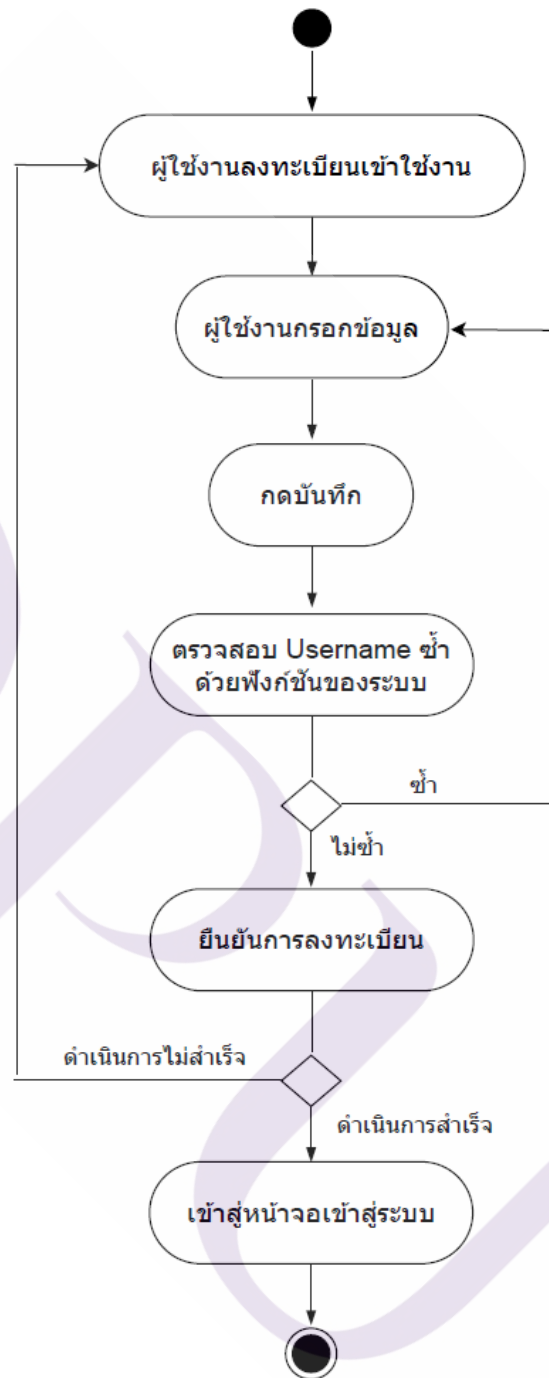 ผู้ใช้งานลงทะเบียนเข้าใช้งาน
ผู้ใช้งานกรอกข้อมูล
กดบันทึก
ตรวจสอบ Username ซ้ำ
ด้วยฟังก์ชันของระบบ
ซ้ำ
ไม่ซ้ำ
ยืนยันการลงทะเบียน
ดำเนินการไม่สำเร็จ
ดำเนินการสำเร็จ
เข้าสู่หน้าจอเข้าสู่ระบบ